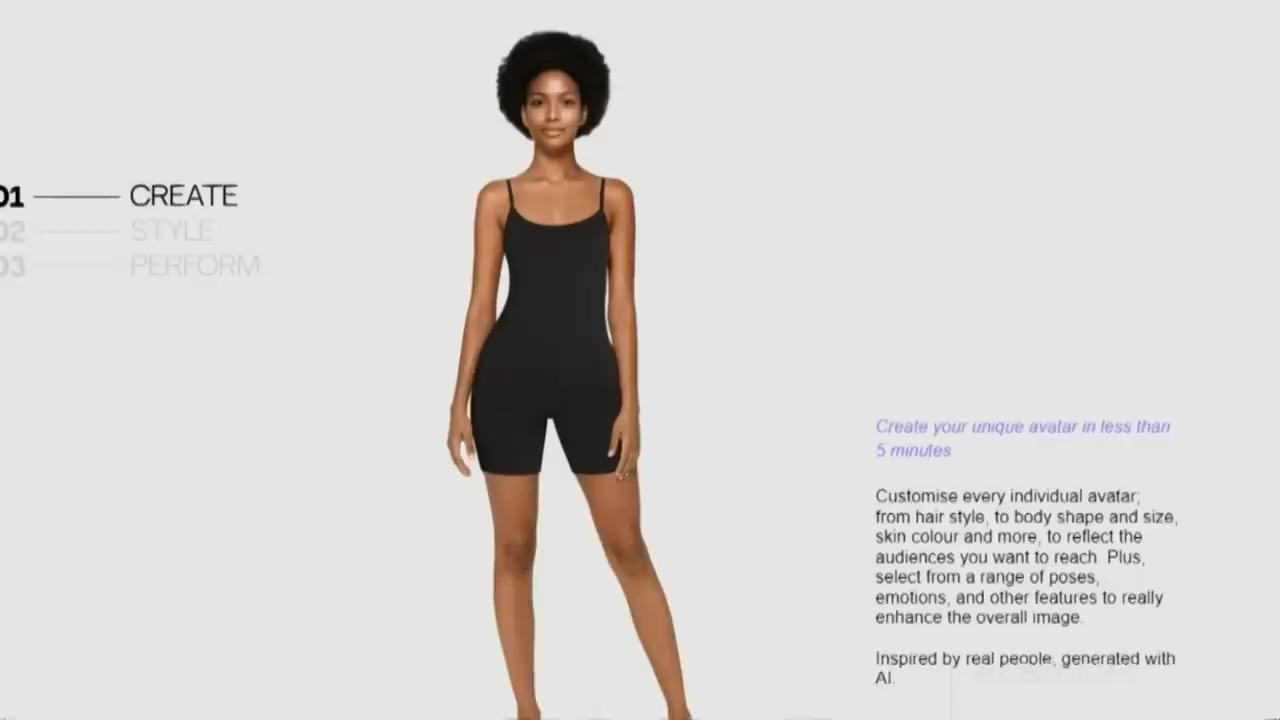 01 CREATE
02 STYLE
03 PERFORM
Create your unique avatar in less than
5 minutes
Customise every individual avatar;
from hair style, to body shape and size,
skin colour and more, to reflect the
audiences you want to reach. Plus,
select from a range of poses,
emotions, and other features to really
enhance the overall image.
Inspired by real people, generated with
AI.